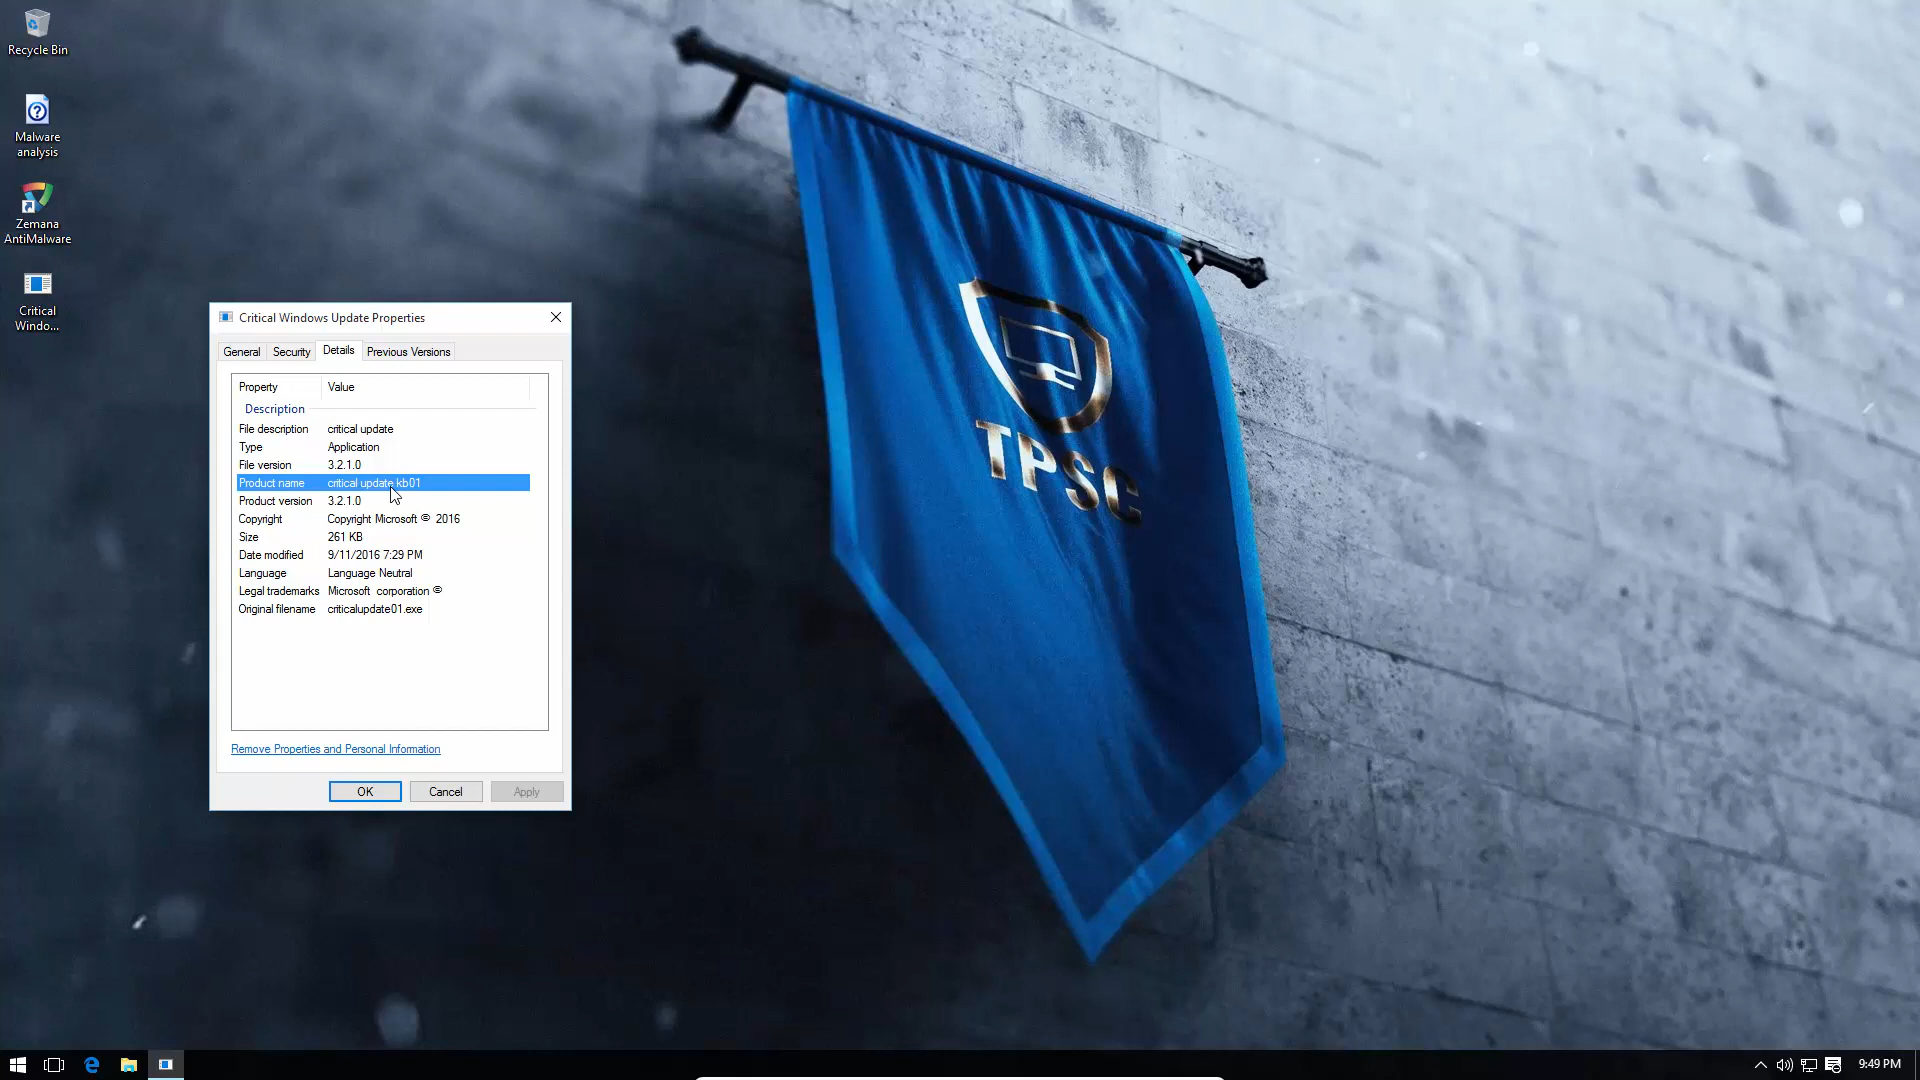 Recycle Bin
Malware
analysis
Zemana
AntiMalware
Critical
Windo...
Critical Windows Update Properties
General Security Details Previous Versions
Property Value
Description
File description critical update
Type Application
File version 3.2.1.0
Product name critical update kb01
Product version 3.2.1.0
Copyright Copyright Microsoft © 2016
Size 261 KB
Date modified 9/11/2016 7:29 PM
Language Language Neutral
Legal trademarks Microsoft corporation ©
Original filename criticalupdate01.exe
Remove Properties and Personal Information
OK Cancel Apply
TPSC
9:49 PM